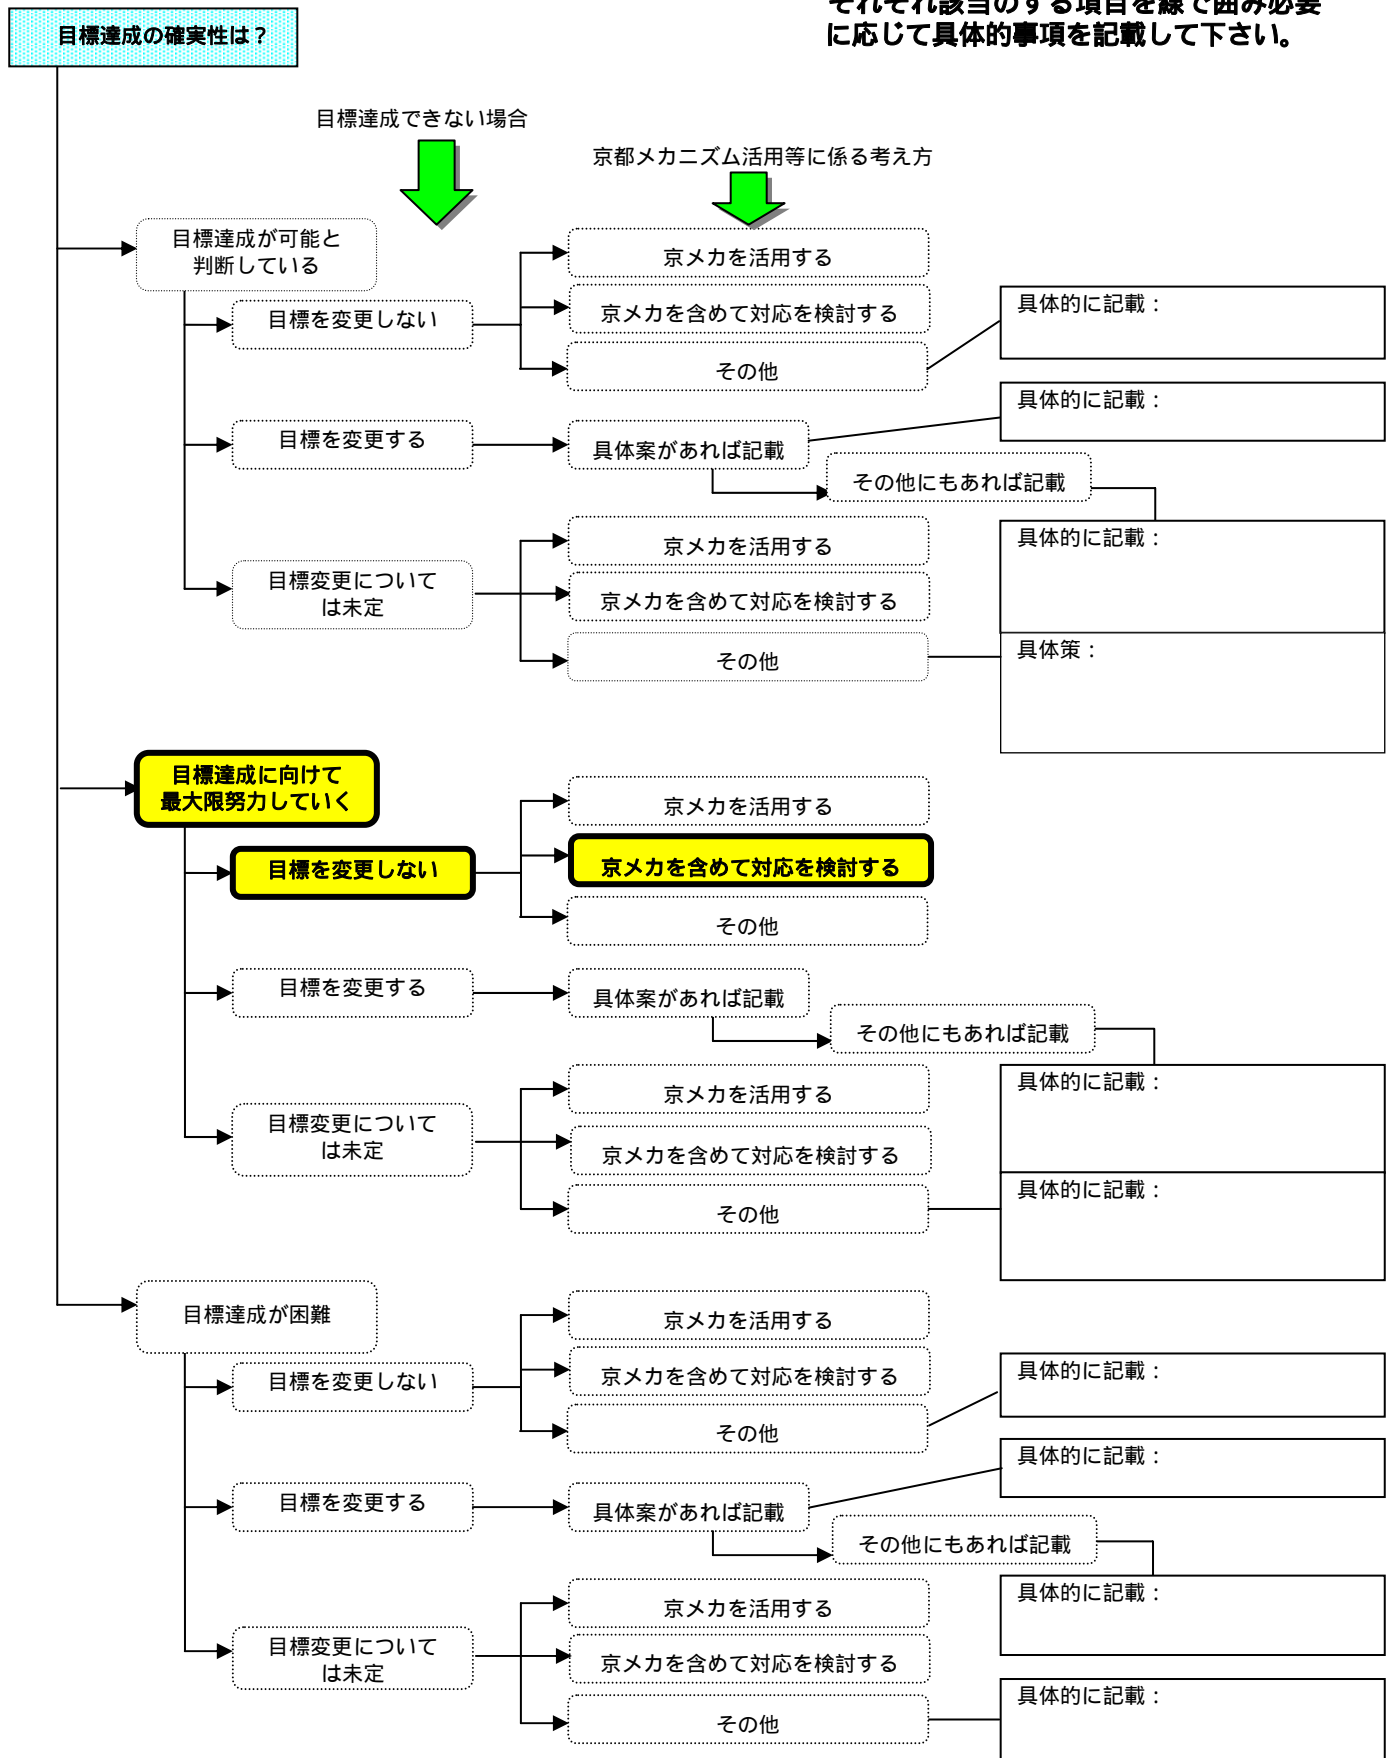 それぞれ該当のする項目を線で囲み必要
に応じて具体的事項を記載して下さい。
目標達成の確実性は？
目標達成できない場合
京都メカニズム活用等に係る考え方
目標達成が可能と
判断している
目標を変更しない
京メカを活用する
京メカを含めて対応を検討する
その他
具体的に記載：
目標を変更する
具体案があれば記載
具体的に記載：
その他にもあれば記載
具体的に記載：
目標変更について
は未定
京メカを活用する
京メカを含めて対応を検討する
その他
具体策：
目標達成に向けて
最大限努力していく
目標を変更しない
京メカを活用する
京メカを含めて対応を検討する
その他
目標を変更する
具体案があれば記載
その他にもあれば記載
具体的に記載：
目標変更について
は未定
京メカを活用する
京メカを含めて対応を検討する
その他
具体的に記載：
目標達成が困難
目標を変更しない
京メカを活用する
京メカを含めて対応を検討する
その他
具体的に記載：
目標を変更する
具体案があれば記載
具体的に記載：
その他にもあれば記載
具体的に記載：
目標変更について
は未定
京メカを活用する
京メカを含めて対応を検討する
その他
具体的に記載：